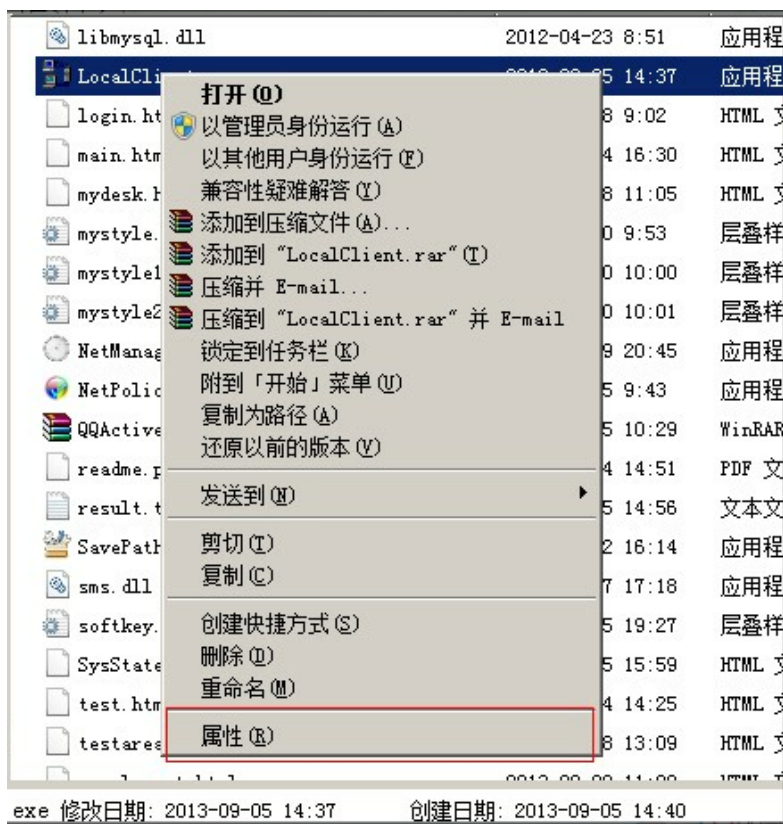 libmysql.dll 2012-04-23 8:51 应用程
LocalCli 5 14:37 应用程
打开(O)
login.ht 8 9:02 HTML
以管理员身份运行(A)
main.htm 4 16:30 HTML
以其他用户身份运行(F)
mydesk.h 8 11:05 HTML
兼容性疑难解答(Y)
mystyle. 0 9:53 层叠样
添加到压缩文件(A)...
添加到 "LocalClient.rar"(T)
mystyle1 0 10:00 层叠样
压缩并 E-mail...
mystyle2 0 10:01 层叠样
压缩到 "LocalClient.rar" 并 E-mail
NetManag 9 20:45 应用程
锁定到任务栏(K)
NetPolic 5 9:43 应用程
附到「开始」菜单(U)
QQActive 5 10:29 WinRAR
复制为路径(A)
readme.p 4 14:51 PDF 文
还原以前的版本(V)
result.t 5 14:56 文本文
发送到(N)
SavePath 2 16:14 应用程
剪切(T)
sms.dll 7 17:18 应用程
复制(C)
softkey. 5 19:27 层叠样
创建快捷方式(S)
SysState 5 15:59 HTML
删除(D)
test.htm 4 14:25 HTML
重命名(M)
testarea 8 13:09 HTML
属性(R)
exe 修改日期: 2013-09-05 14:37 创建日期: 2013-09-05 14:40